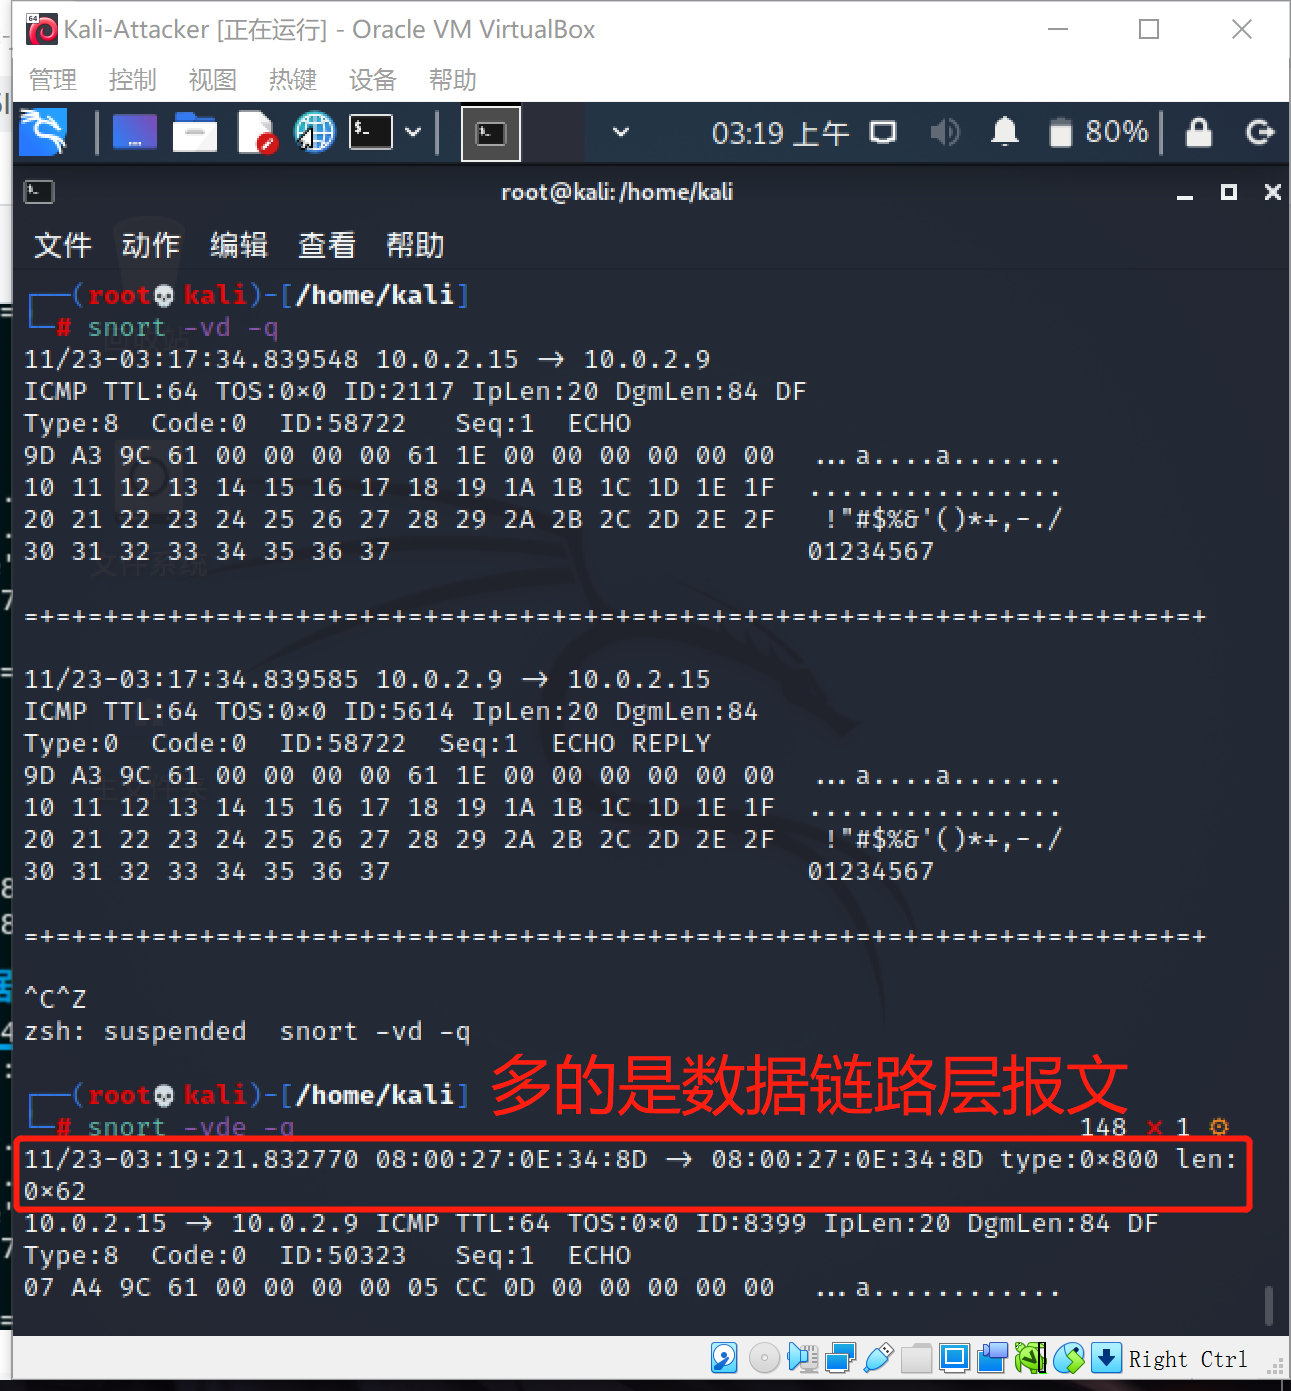 Kali-Attacker [正在运行] - Oracle VM VirtualBox
管理 控制 视图 热键 设备 帮助
03:19 上午 80%
root@kali: /home/kali
文件 动作 编辑 查看 帮助
┌──(root💀kali)-[/home/kali]
└─# snort -vd -q
11/23-03:17:34.839548 10.0.2.15 -> 10.0.2.9
ICMP TTL:64 TOS:0x0 ID:2117 IpLen:20 DgmLen:84 DF
Type:8  Code:0  ID:58722   Seq:1  ECHO
9D A3 9C 61 00 00 00 00 61 1E 00 00 00 00 00 00  ...a....a.......
10 11 12 13 14 15 16 17 18 19 1A 1B 1C 1D 1E 1F  ................
20 21 22 23 24 25 26 27 28 29 2A 2B 2C 2D 2E 2F   !"#$%&'()*+,-./
30 31 32 33 34 35 36 37                          01234567
=+=+=+=+=+=+=+=+=+=+=+=+=+=+=+=+=+=+=+=+=+=+=+=+=+=+=+=+=+=+=+=+=+=+=+=+=+
11/23-03:17:34.839585 10.0.2.9 -> 10.0.2.15
ICMP TTL:64 TOS:0x0 ID:5614 IpLen:20 DgmLen:84
Type:0  Code:0  ID:58722  Seq:1  ECHO REPLY
9D A3 9C 61 00 00 00 00 61 1E 00 00 00 00 00 00  ...a....a.......
10 11 12 13 14 15 16 17 18 19 1A 1B 1C 1D 1E 1F  ................
20 21 22 23 24 25 26 27 28 29 2A 2B 2C 2D 2E 2F   !"#$%&'()*+,-./
30 31 32 33 34 35 36 37                          01234567
=+=+=+=+=+=+=+=+=+=+=+=+=+=+=+=+=+=+=+=+=+=+=+=+=+=+=+=+=+=+=+=+=+=+=+=+=+
^C^Z
zsh: suspended  snort -vd -q
多的是数据链路层报文
┌──(root💀kali)-[/home/kali]
└─# snort -vde -q 148 ⨯ 1 ⚙
11/23-03:19:21.832770 08:00:27:0E:34:8D -> 08:00:27:0E:34:8D type:0x800 len:
0x62
10.0.2.15 -> 10.0.2.9 ICMP TTL:64 TOS:0x0 ID:8399 IpLen:20 DgmLen:84 DF
Type:8  Code:0  ID:50323   Seq:1  ECHO
07 A4 9C 61 00 00 00 00 05 CC 0D 00 00 00 00 00  ...a............
Right Ctrl